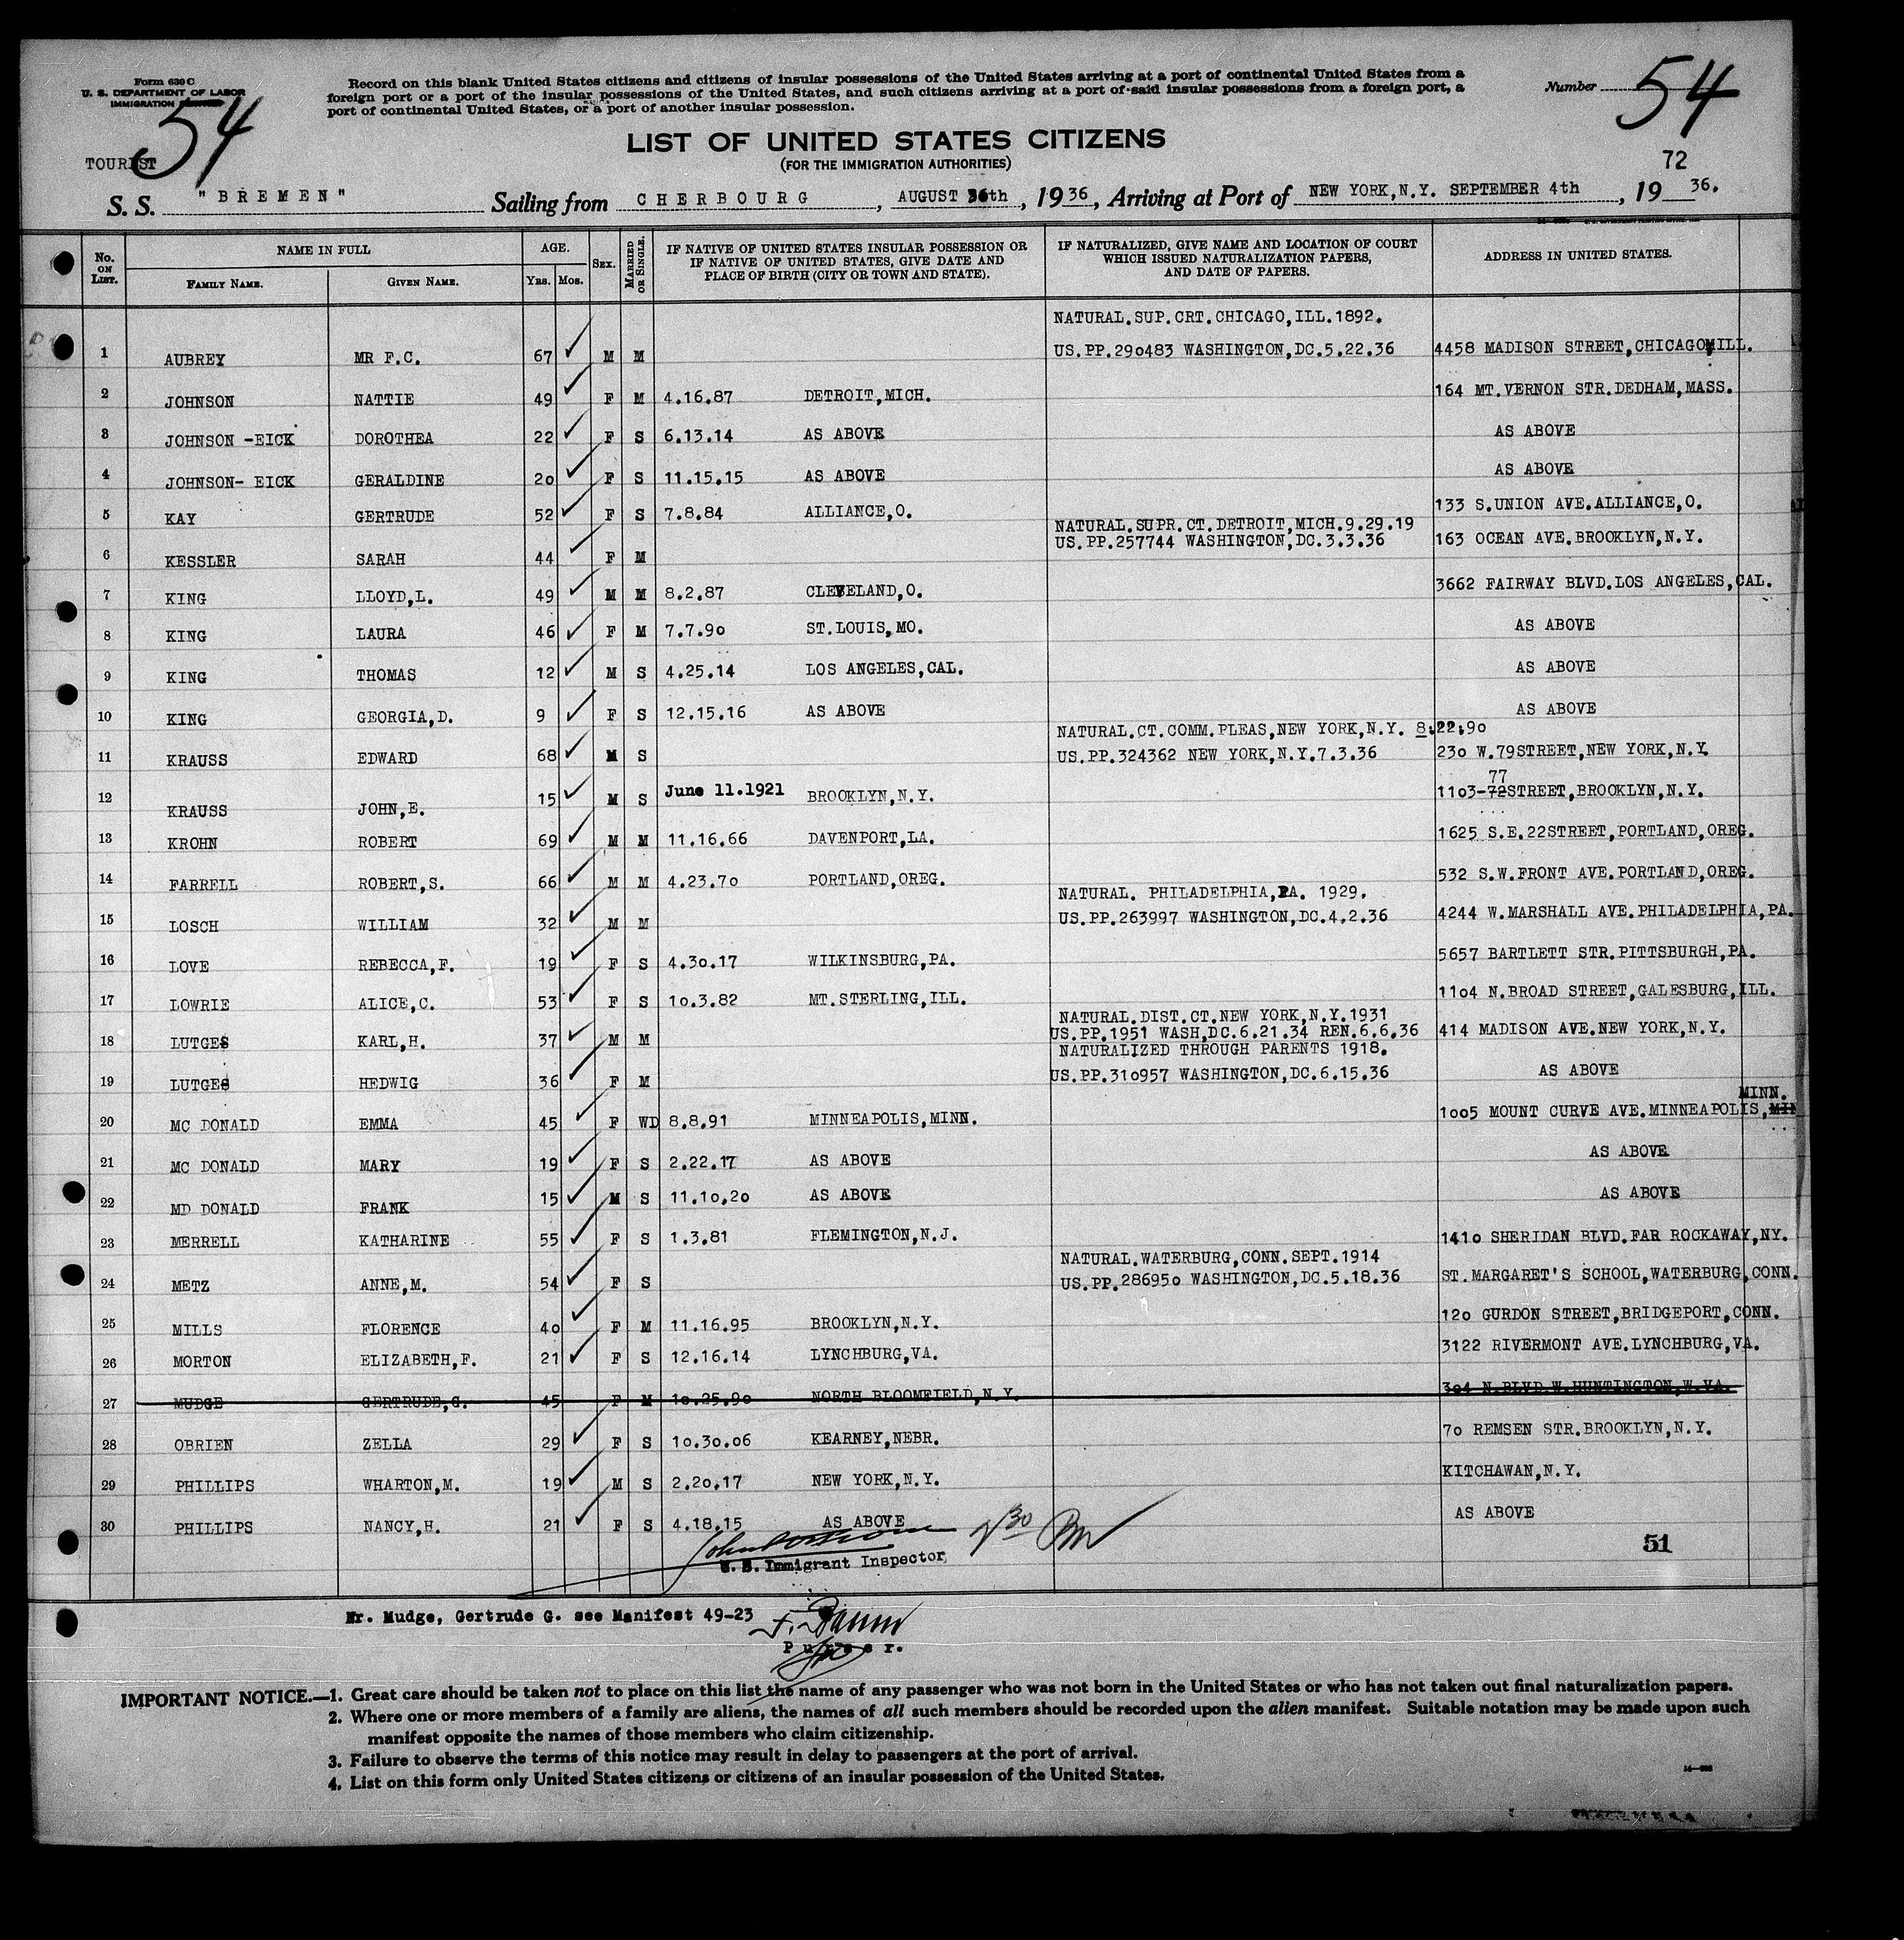 Form 630 C
U. S. DEPARTMENT OF LABOR
IMMIGRATION
54
TOURIST
Record on this blank United States citizens and citizens of insular possessions of the United States arriving at a port of continental United States from a
foreign port or a port of the insular possessions of the United States, and such citizens arriving at a port of said insular possessions from a foreign port, a
port of continental United States, or a port of another insular possession.
Number 54
LIST OF UNITED STATES CITIZENS
(FOR THE IMMIGRATION AUTHORITIES)
72
S. S. "BREMEN" Sailing from CHERBOURG, AUGUST th, 1936, Arriving at Port of NEW YORK,N.Y. SEPTEMBER 4th, 1936.
No. ON LIST. NAME IN FULL FAMILY NAME. GIVEN NAME. AGE. YRS. MOS. SEX. MARRIED OR SINGLE. IF NATIVE OF UNITED STATES INSULAR POSSESSION OR IF NATIVE OF UNITED STATES, GIVE DATE AND PLACE OF BIRTH (CITY OR TOWN AND STATE). IF NATURALIZED, GIVE NAME AND LOCATION OF COURT WHICH ISSUED NATURALIZATION PAPERS, AND DATE OF PAPERS. ADDRESS IN UNITED STATES.
NATURAL.SUP.CRT.CHICAGO,ILL.1892.
1 AUBREY MR F.C. 67 M M US.PP.290483 WASHINGTON,DC.5.22.36 4458 MADISON STREET,CHICAGO,ILL.
2 JOHNSON NATTIE 49 F M 4.16.87 DETROIT,MICH. 164 MT.VERNON STR.DEDHAM,MASS.
3 JOHNSON -EICK DOROTHEA 22 F S 6.13.14 AS ABOVE AS ABOVE
4 JOHNSON- EICK GERALDINE 20 F S 11.15.15 AS ABOVE AS ABOVE
5 KAY GERTRUDE 52 F S 7.8.84 ALLIANCE,O. 133 S.UNION AVE.ALLIANCE,O.
NATURAL.SUPR.CT.DETROIT,MICH.9.29.19
6 KESSLER SARAH 44 F M US.PP.257744 WASHINGTON,DC.3.3.36 163 OCEAN AVE.BROOKLYN,N.Y.
7 KING LLOYD,L. 49 M M 8.2.87 CLEVELAND,O. 3662 FAIRWAY BLVD.LOS ANGELES,CAL.
8 KING LAURA 46 F M 7.7.90 ST.LOUIS,MO. AS ABOVE
9 KING THOMAS 12 M S 4.25.14 LOS ANGELES,CAL. AS ABOVE
10 KING GEORGIA,D. 9 F S 12.15.16 AS ABOVE AS ABOVE
NATURAL.CT.COMM.PLEAS,NEW YORK,N.Y. 8.22.90
11 KRAUSS EDWARD 68 M S US.PP.324362 NEW YORK,N.Y.7.3.36 230 W.79STREET,NEW YORK,N.Y.
77
12 KRAUSS JOHN,E. 15 M S June 11.1921 BROOKLYN,N.Y. 1103-72STREET,BROOKLYN,N.Y.
13 KROHN ROBERT 69 M M 11.16.66 DAVENPORT,LA. 1625 S.E.22STREET,PORTLAND,OREG.
14 FARRELL ROBERT,S. 66 M M 4.23.70 PORTLAND,OREG. 532 S.W.FRONT AVE.PORTLAND,OREG.
NATURAL. PHILADELPHIA,PA. 1929.
15 LOSCH WILLIAM 32 M M US.PP.263997 WASHINGTON,DC.4.2.36 4244 W.MARSHALL AVE.PHILADELPHIA,PA.
16 LOVE REBECCA,F. 19 F S 4.30.17 WILKINSBURG,PA. 5657 BARTLETT STR.PITTSBURGH,PA.
17 LOWRIE ALICE,C. 53 F S 10.3.82 MT.STERLING,ILL. 1104 N.BROAD STREET,GALESBURG,ILL.
NATURAL.DIST.CT.NEW YORK,N.Y.1931
18 LUTGES KARL,H. 37 M M US.PP.1951 WASH,DC.6.21.34 REN.6.6.36 414 MADISON AVE.NEW YORK,N.Y.
NATURALIZED THROUGH PARENTS 1918.
19 LUTGES HEDWIG 36 F M US.PP.310957 WASHINGTON,DC.6.15.36 AS ABOVE
MINN.
20 MC DONALD EMMA 45 F WD 8.8.91 MINNEAPOLIS,MINN. 1005 MOUNT CURVE AVE.MINNEAPOLIS,MIN
21 MC DONALD MARY 19 F S 2.22.17 AS ABOVE AS ABOVE
22 MD DONALD FRANK 15 M S 11.10.20 AS ABOVE AS ABOVE
23 MERRELL KATHARINE 55 F S 1.3.81 FLEMINGTON,N.J. 1410 SHERIDAN BLVD.FAR ROCKAWAY,NY.
NATURAL.WATERBURG,CONN.SEPT.1914
24 METZ ANNE,M. 54 F S US.PP.286950 WASHINGTON,DC.5.18.36 ST.MARGARET'S SCHOOL,WATERBURG,CONN.
25 MILLS FLORENCE 40 F M 11.16.95 BROOKLYN,N.Y. 120 GURDON STREET,BRIDGEPORT,CONN.
26 MORTON ELIZABETH,F. 21 F S 12.16.14 LYNCHBURG,VA. 3122 RIVERMONT AVE.LYNCHBURG,VA.
27 MUDGE GERTRUDE,G. 45 F M 10.25.90 NORTH BLOOMFIELD,N.Y. 304 N.BLVD.W.HUNTINGTON,W.VA.
28 OBRIEN ZELLA 29 F S 10.30.06 KEARNEY,NEBR. 70 REMSEN STR.BROOKLYN,N.Y.
29 PHILLIPS WHARTON,M. 19 M S 2.20.17 NEW YORK,N.Y. KITCHAWAN,N.Y.
30 PHILLIPS NANCY,H. 21 F S 4.18.15 AS ABOVE AS ABOVE
51
U. S. Immigrant Inspector
Mr. Mudge, Gertrude G. see Manifest 49-23
Purser.
IMPORTANT NOTICE.—1. Great care should be taken not to place on this list the name of any passenger who was not born in the United States or who has not taken out final naturalization papers.
2. Where one or more members of a family are aliens, the names of all such members should be recorded upon the alien manifest. Suitable notation may be made upon such
manifest opposite the names of those members who claim citizenship.
3. Failure to observe the terms of this notice may result in delay to passengers at the port of arrival.
4. List on this form only United States citizens or citizens of an insular possession of the United States.